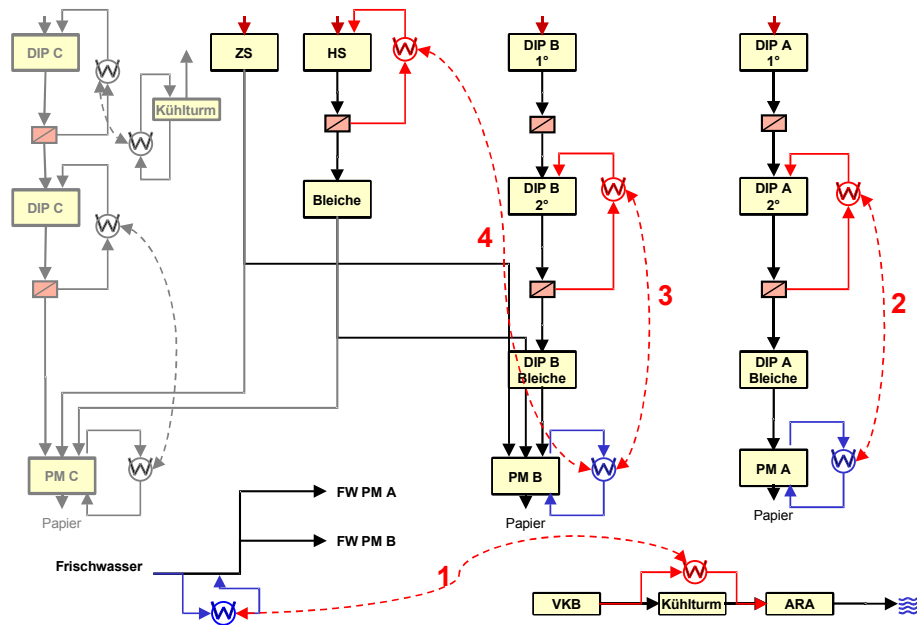 DIP C
ZS
HS
DIP B
1°
DIP A
1°
W
W
W
Kühlturm
DIP C
Bleiche
DIP B
2°
DIP A
2°
W
W
W
4
3
2
DIP B
Bleiche
DIP A
Bleiche
PM C
W
PM B
W
PM A
W
Papier
Papier
Papier
FW PM A
FW PM B
Frischwasser
1
W
W
VKB
Kühlturm
ARA